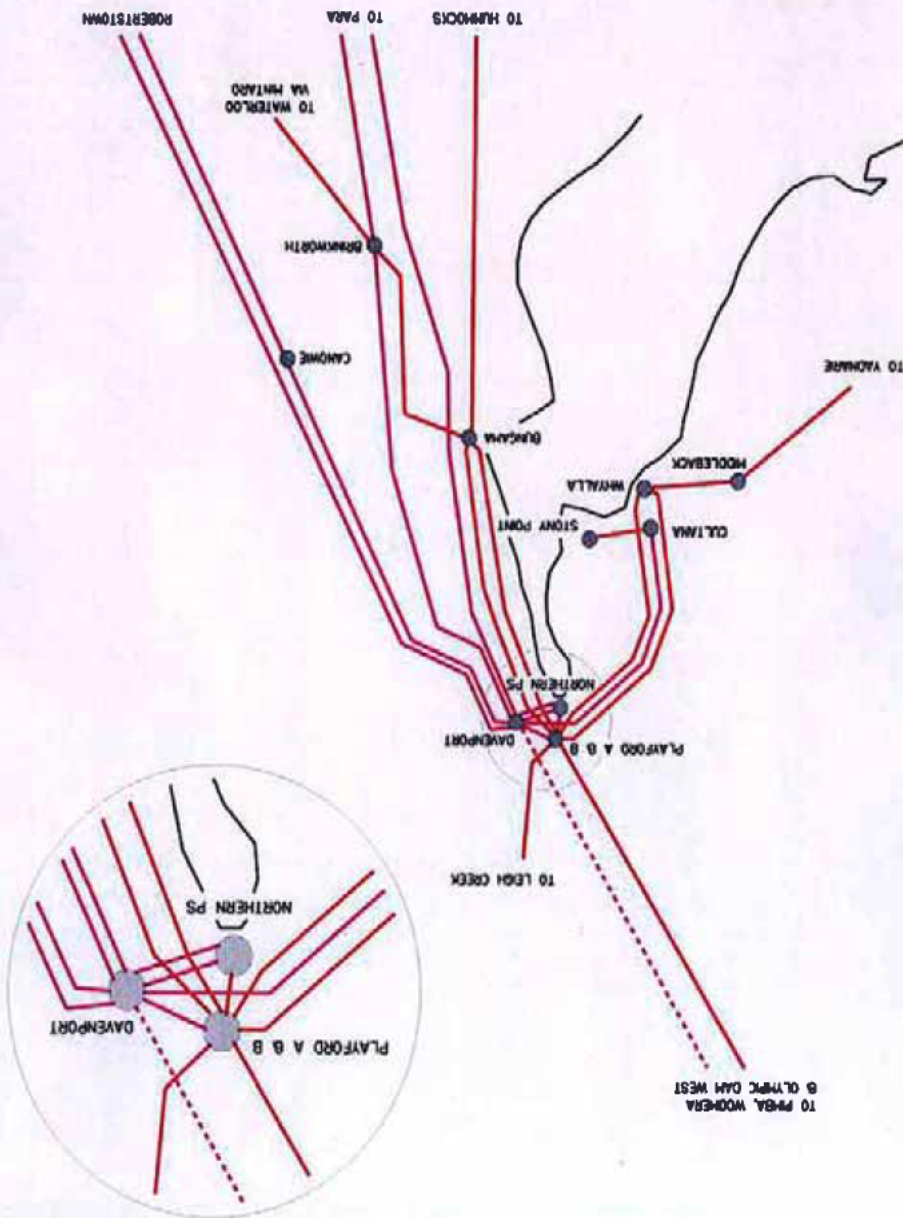 TO PIMBA, WOOMERA
& OLYMPIC DAM WEST
PLAYFORD A & B
DAVENPORT
NORTHERN PS
TO LEIGH CREEK
PLAYFORD A & B
DAVENPORT
NORTHERN PS
CULTANA
STONY POINT
WHYALLA
MIDDLEBACK
BUNGAMA
TO YADNARIE
CANOWIE
BRINKWORTH
TO WATERLOO
VIA MINTARO
TO HUMMOCKS
TO PARA
ROBERTSTOWN